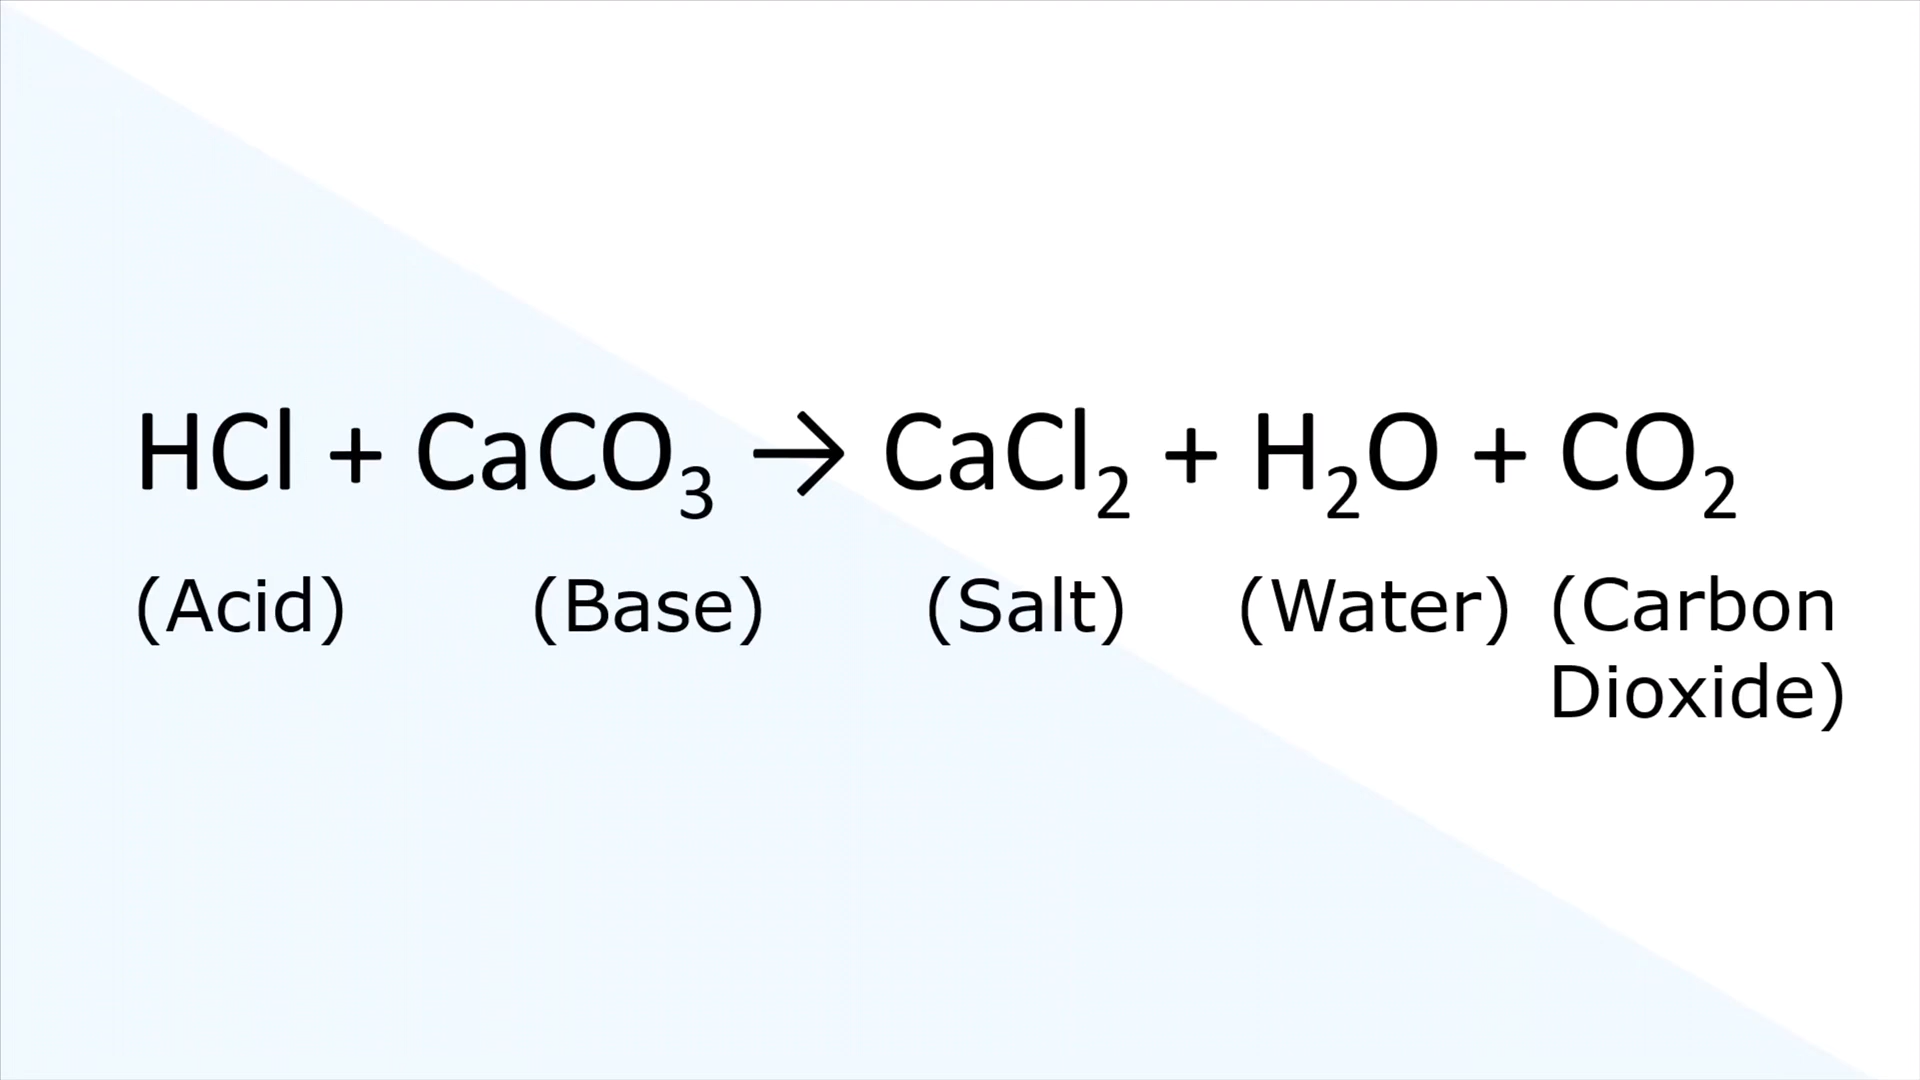 HCl + CaCO₃ → CaCl₂ + H₂O + CO₂
(Acid) (Base) (Salt) (Water) (Carbon
Dioxide)